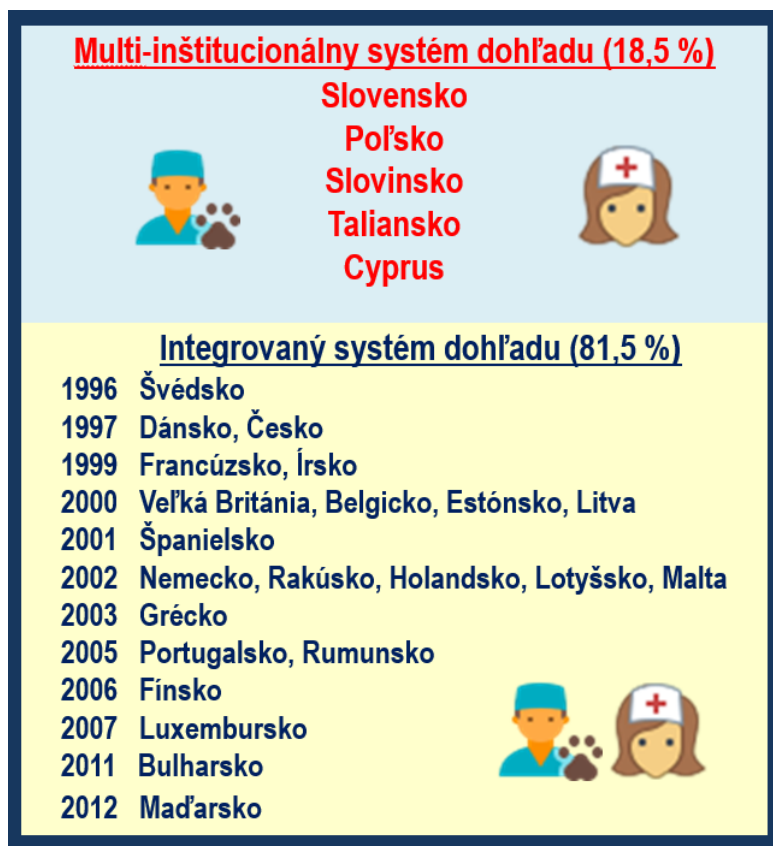 Multi-inštitucionálny systém dohľadu (18,5 %)
Slovensko
Poľsko
Slovinsko
Taliansko
Cyprus
Integrovaný systém dohľadu (81,5 %)
1996 Švédsko
1997 Dánsko, Česko
1999 Francúzsko, Írsko
2000 Veľká Británia, Belgicko, Estónsko, Litva
2001 Španielsko
2002 Nemecko, Rakúsko, Holandsko, Lotyšsko, Malta
2003 Grécko
2005 Portugalsko, Rumunsko
2006 Fínsko
2007 Luxembursko
2011 Bulharsko
2012 Maďarsko